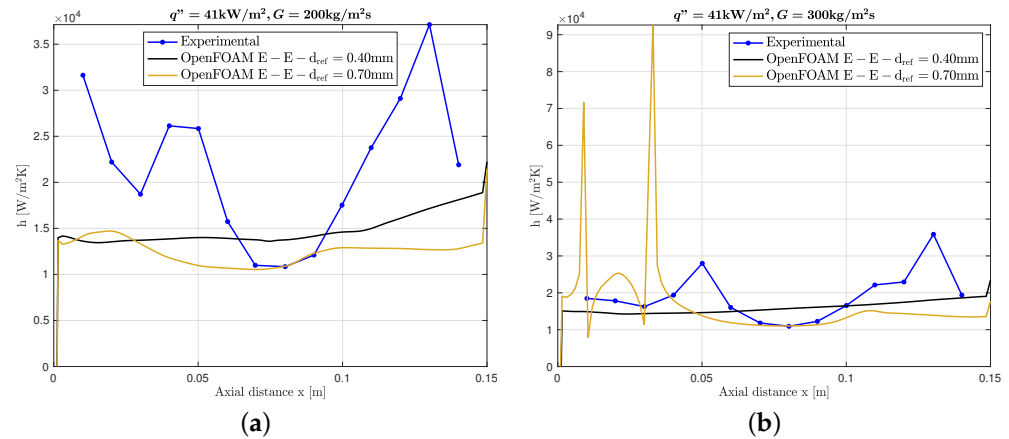 q" = 41kW/m², G = 200kg/m²s
×10⁴
3.5
3
2.5
2
1.5
1
0.5
0
h [W/m²K]
Experimental
OpenFOAM E − E − d_ref = 0.40mm
OpenFOAM E − E − d_ref = 0.70mm
0 0.05 0.1 0.15
Axial distance x [m]
(a)
q" = 41kW/m², G = 300kg/m²s
×10⁴
9
8
7
6
5
4
3
2
1
0
h [W/m²K]
Experimental
OpenFOAM E − E − d_ref = 0.40mm
OpenFOAM E − E − d_ref = 0.70mm
0 0.05 0.1 0.15
Axial distance x [m]
(b)